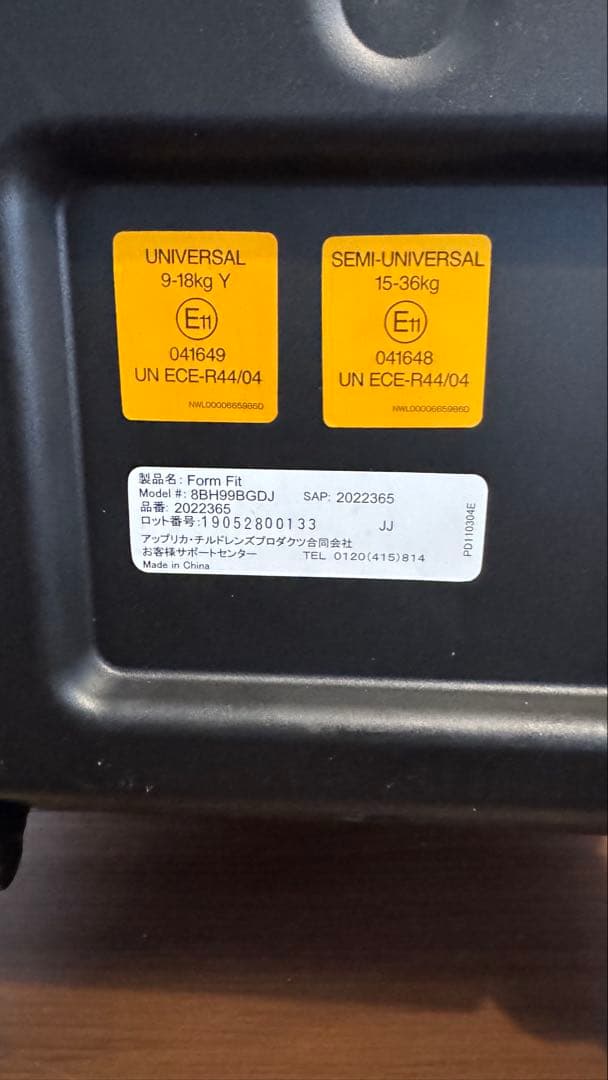 UNIVERSAL
9-18kg Y
E11
041649
UN ECE-R44/04
NWL0000665985D
SEMI-UNIVERSAL
15-36kg
E11
041648
UN ECE-R44/04
NWL0000665986D
製品名: Form Fit
Model #: 8BH99BGDJ SAP: 2022365
品番: 2022365
ロット番号:19052800133 JJ
アップリカ・チルドレンズプロダクツ合同会社
お客様サポートセンター TEL 0120(415)814
Made in China
PD110304E